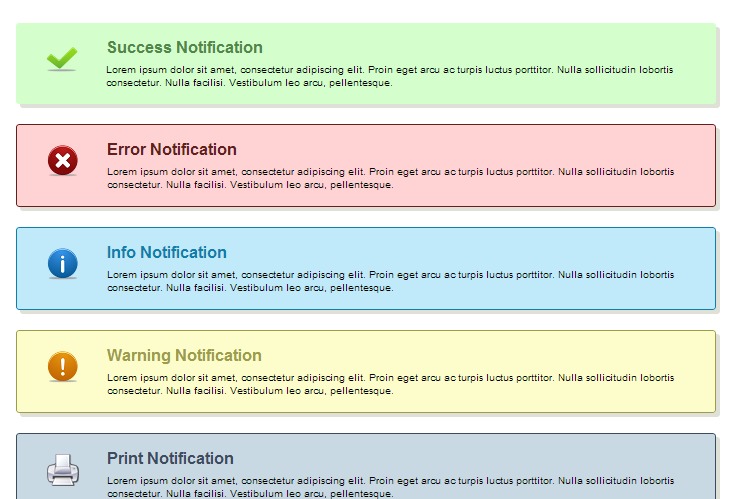 Success Notification
Lorem ipsum dolor sit amet, consectetur adipiscing elit. Proin eget arcu ac turpis luctus porttitor. Nulla sollicitudin lobortis
consectetur. Nulla facilisi. Vestibulum leo arcu, pellentesque.
Error Notification
Lorem ipsum dolor sit amet, consectetur adipiscing elit. Proin eget arcu ac turpis luctus porttitor. Nulla sollicitudin lobortis
consectetur. Nulla facilisi. Vestibulum leo arcu, pellentesque.
Info Notification
Lorem ipsum dolor sit amet, consectetur adipiscing elit. Proin eget arcu ac turpis luctus porttitor. Nulla sollicitudin lobortis
consectetur. Nulla facilisi. Vestibulum leo arcu, pellentesque.
Warning Notification
Lorem ipsum dolor sit amet, consectetur adipiscing elit. Proin eget arcu ac turpis luctus porttitor. Nulla sollicitudin lobortis
consectetur. Nulla facilisi. Vestibulum leo arcu, pellentesque.
Print Notification
Lorem ipsum dolor sit amet, consectetur adipiscing elit. Proin eget arcu ac turpis luctus porttitor. Nulla sollicitudin lobortis
consectetur. Nulla facilisi. Vestibulum leo arcu, pellentesque.